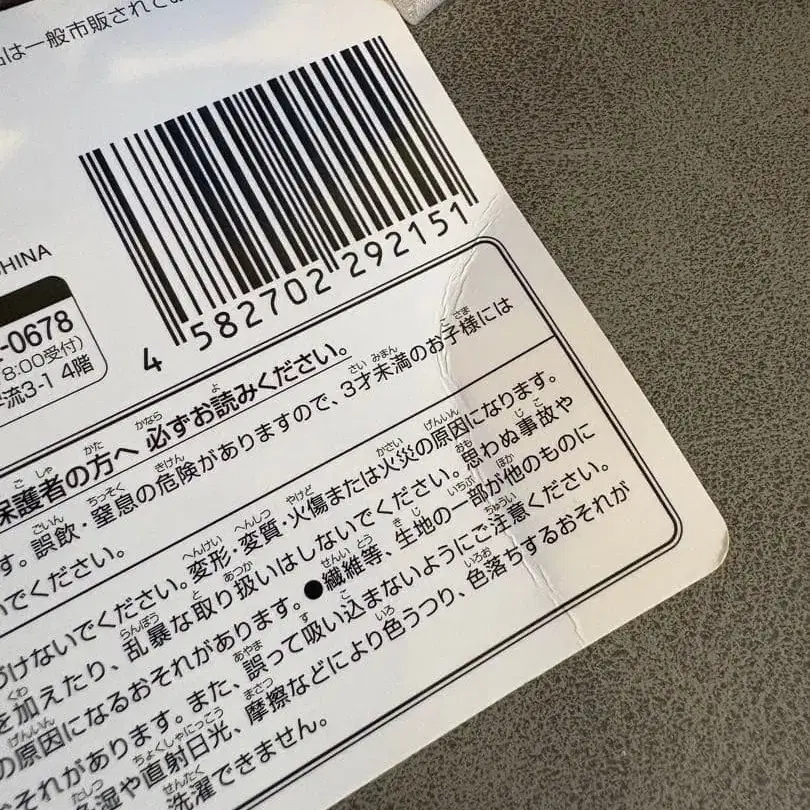 は一般市販されて
4 582702 292151
CHINA
-0678
8:00受付)
流3-1 4階
保護者の方へ 必ずお読みください。
す。誤飲・窒息の危険がありますので、3才未満のお子様には
いでください。
づけないでください。変形・変質・火傷または火災の原因になります。
を加えたり、乱暴な取り扱いはしないでください。思わぬ事故や
の原因になるおそれがあります。●繊維等、生地の一部が他のものに
それがあります。また、誤って吸い込まないようにご注意ください。
湿や直射日光、摩擦などにより色うつり、色落ちするおそれが
洗濯できません。